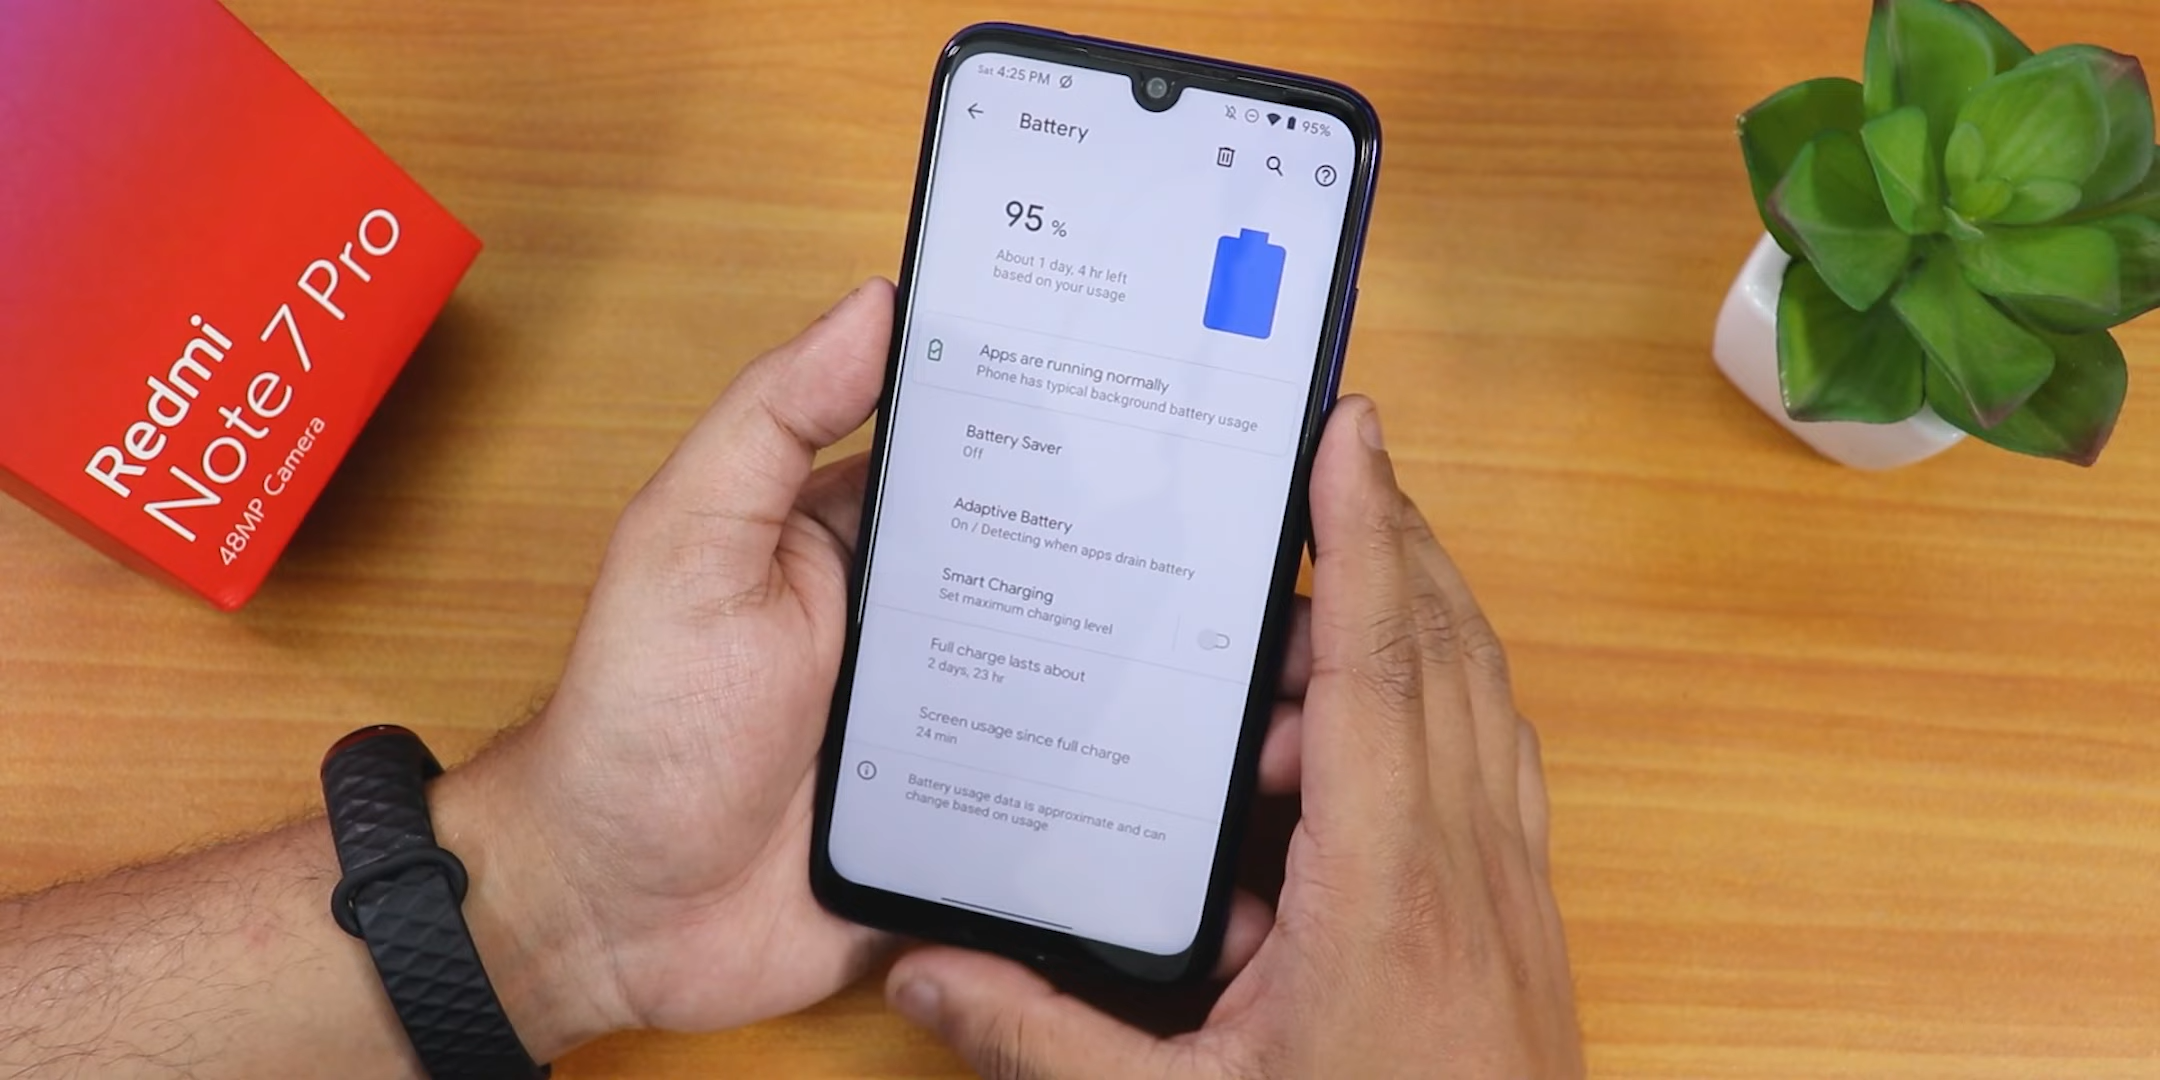 Redmi
Note 7 Pro
48MP Camera
Sat 4:25 PM
95%
Battery
95 %
About 1 day, 4 hr left
based on your usage
Apps are running normally
Phone has typical background battery usage
Battery Saver
Off
Adaptive Battery
On / Detecting when apps drain battery
Smart Charging
Set maximum charging level
Full charge lasts about
2 days, 23 hr
Screen usage since full charge
24 min
Battery usage data is approximate and can
change based on usage